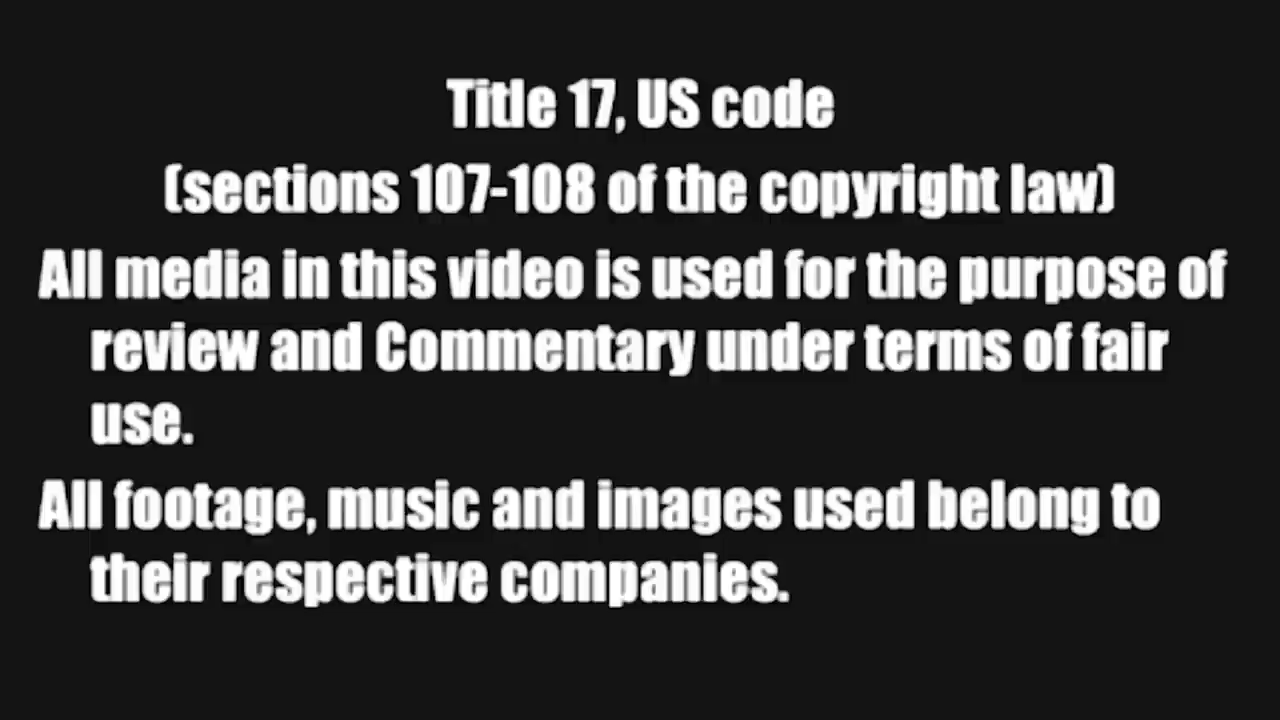 Title 17, US code
(sections 107-108 of the copyright law)
All media in this video is used for the purpose of
review and Commentary under terms of fair
use.
All footage, music and images used belong to
their respective companies.